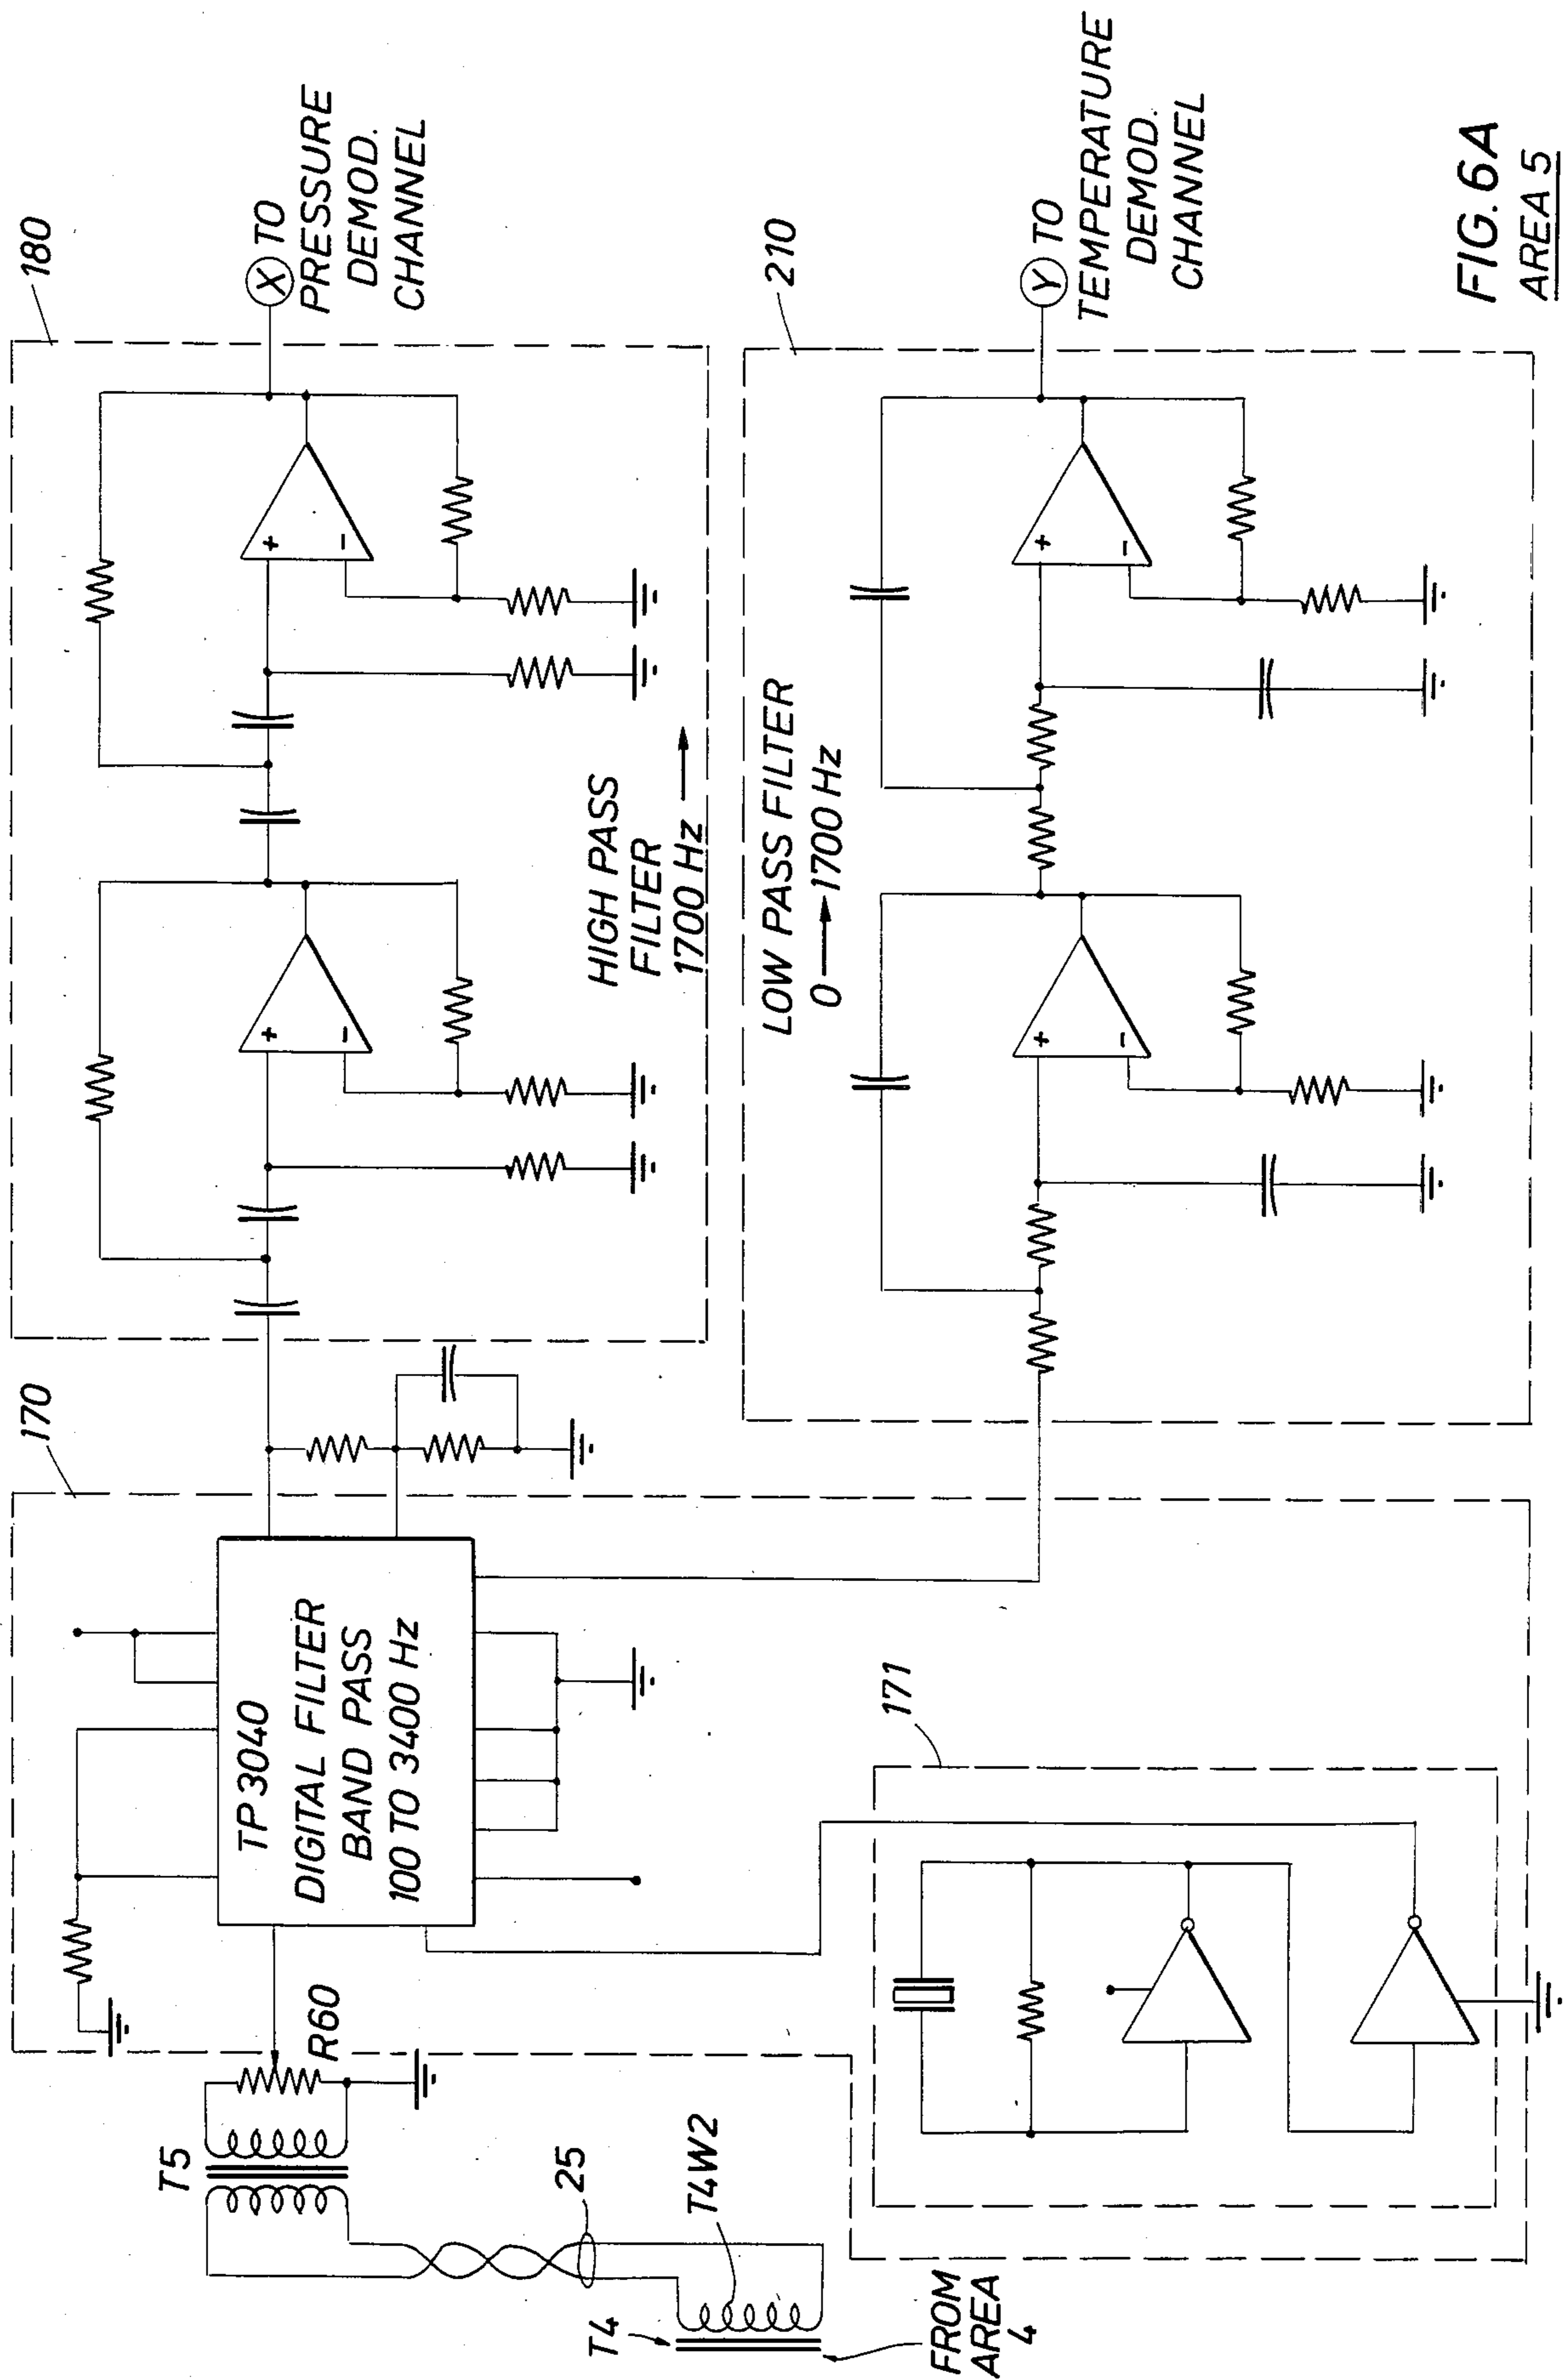 180
X TO
PRESSURE
DEMOD.
CHANNEL
+
−
+
−
HIGH PASS
FILTER
1700 Hz →
170
TP3040
DIGITAL FILTER
BAND PASS
100 TO 3400 Hz
R60
T5
25
T4W2
T4
FROM
AREA
4
171
210
LOW PASS FILTER
0 → 1700 Hz
+
−
+
−
Y TO
TEMPERATURE
DEMOD.
CHANNEL
FIG. 6A
AREA 5